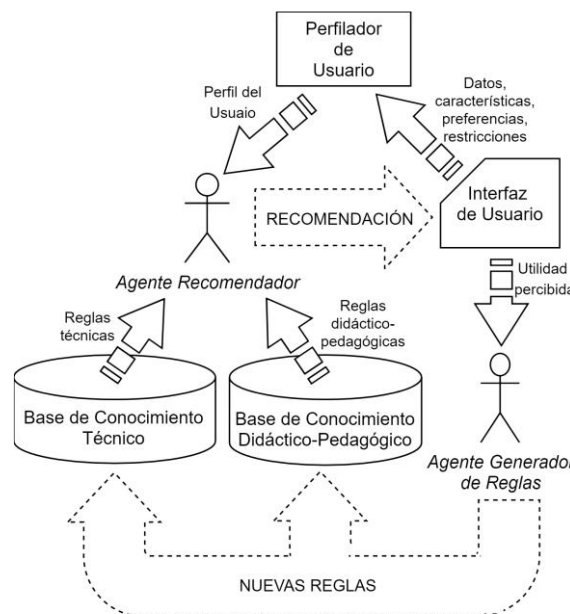 Perfilador
de
Usuario
Perfil del
Usuaio
Datos,
características,
preferencias,
restricciones
RECOMENDACIÓN
Interfaz
de Usuario
Agente Recomendador
Utilidad
percibida
Reglas
técnicas
Reglas
didáctico-
pedagógicas
Base de Conocimiento
Técnico
Base de Conocimiento
Didáctico-Pedagógico
Agente Generador
de Reglas
NUEVAS REGLAS